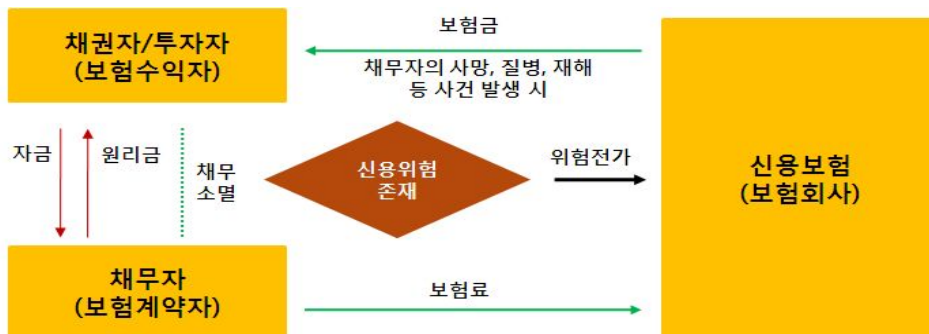 채권자/투자자
(보험수익자)
보험금
채무자의 사망, 질병, 재해
등 사건 발생 시
자금
원리금
채무
소멸
신용위험
존재
위험전가
신용보험
(보험회사)
채무자
(보험계약자)
보험료